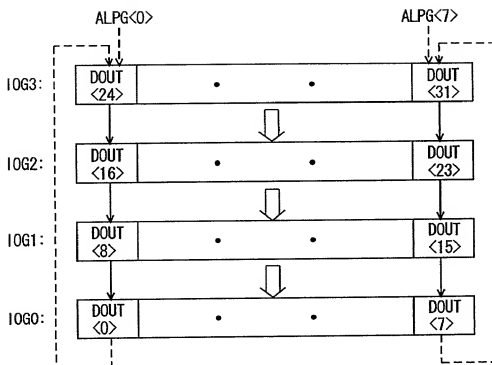 ALPG<0> ALPG<7>
IOG3: DOUT <24> • • DOUT <31>
IOG2: DOUT <16> • • DOUT <23>
IOG1: DOUT <8> • • DOUT <15>
IOG0: DOUT <0> • • DOUT <7>